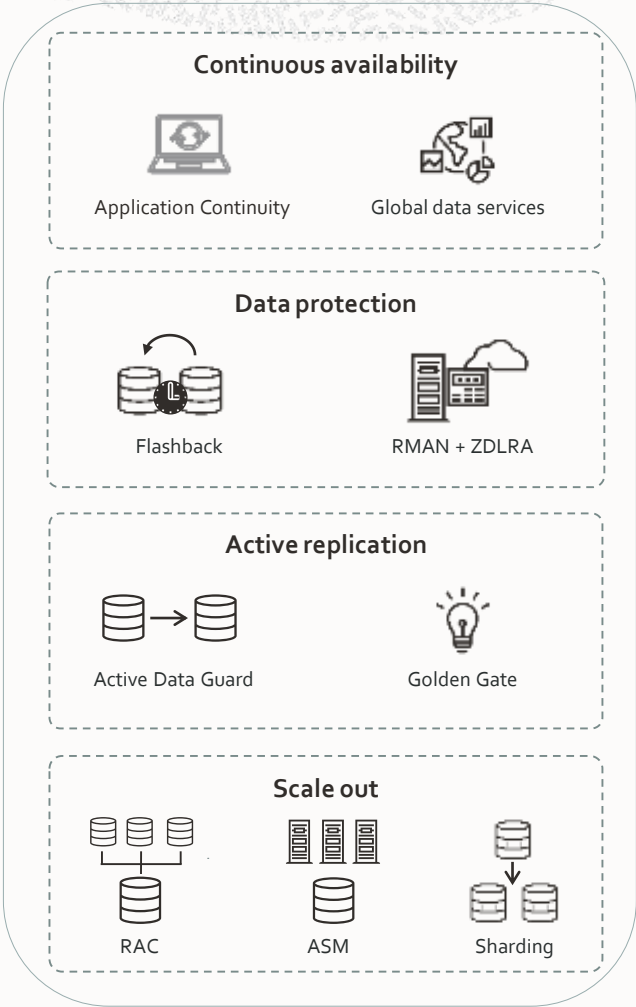 Continuous availability
Application Continuity
Global data services
Data protection
Flashback
RMAN + ZDLRA
Active replication
Active Data Guard
Golden Gate
Scale out
RAC
ASM
Sharding